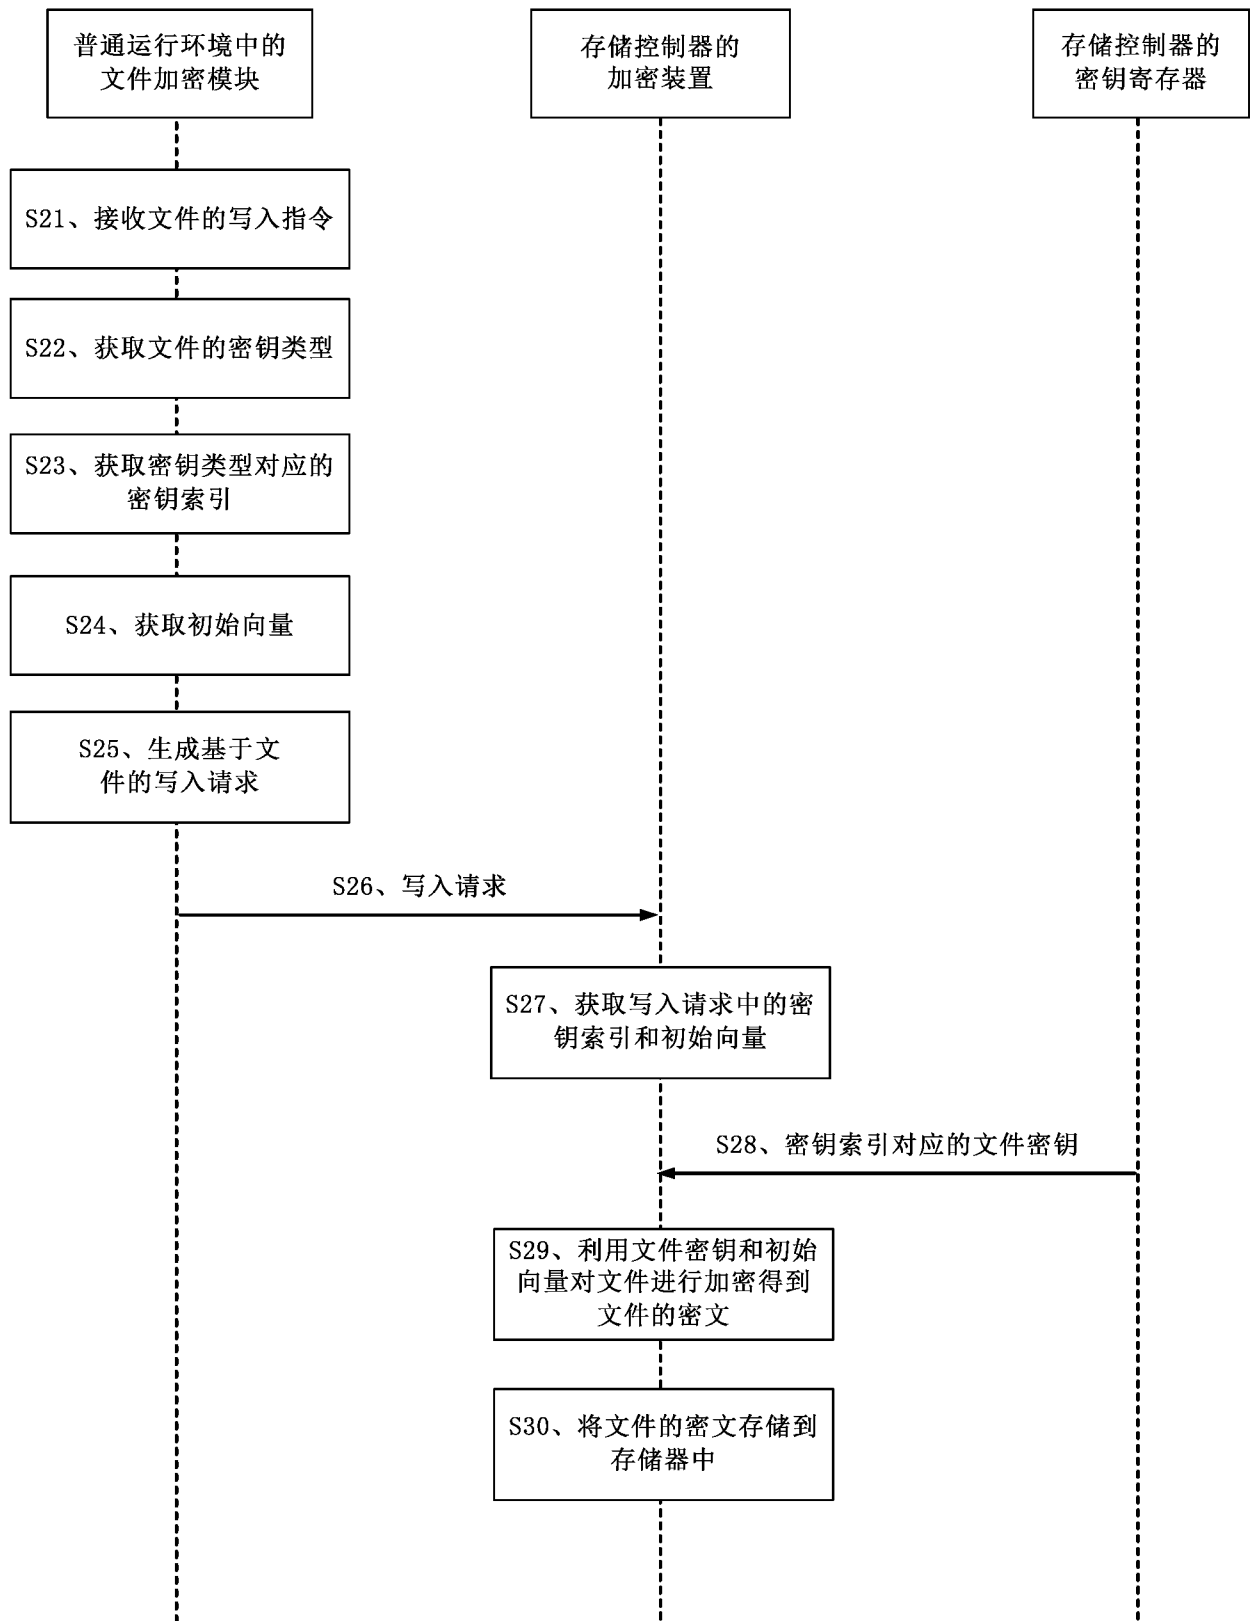 普通运行环境中的
文件加密模块
存储控制器的
加密装置
存储控制器的
密钥寄存器
S21、接收文件的写入指令
S22、获取文件的密钥类型
S23、获取密钥类型对应的
密钥索引
S24、获取初始向量
S25、生成基于文
件的写入请求
S26、写入请求
S27、获取写入请求中的密
钥索引和初始向量
S28、密钥索引对应的文件密钥
S29、利用文件密钥和初始
向量对文件进行加密得到
文件的密文
S30、将文件的密文存储到
存储器中